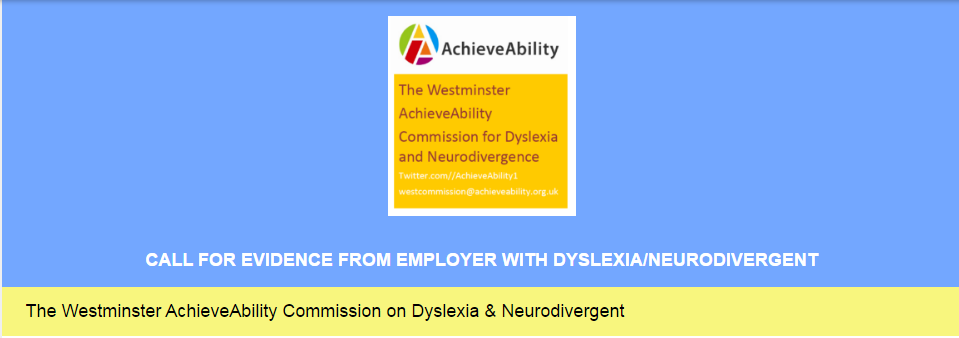 AchieveAbility
The Westminster
AchieveAbility
Commission for Dyslexia
and Neurodivergence
Twitter.com//AchieveAbility1
westcommission@achieveability.org.uk
CALL FOR EVIDENCE FROM EMPLOYER WITH DYSLEXIA/NEURODIVERGENT
The Westminster AchieveAbility Commission on Dyslexia & Neurodivergent